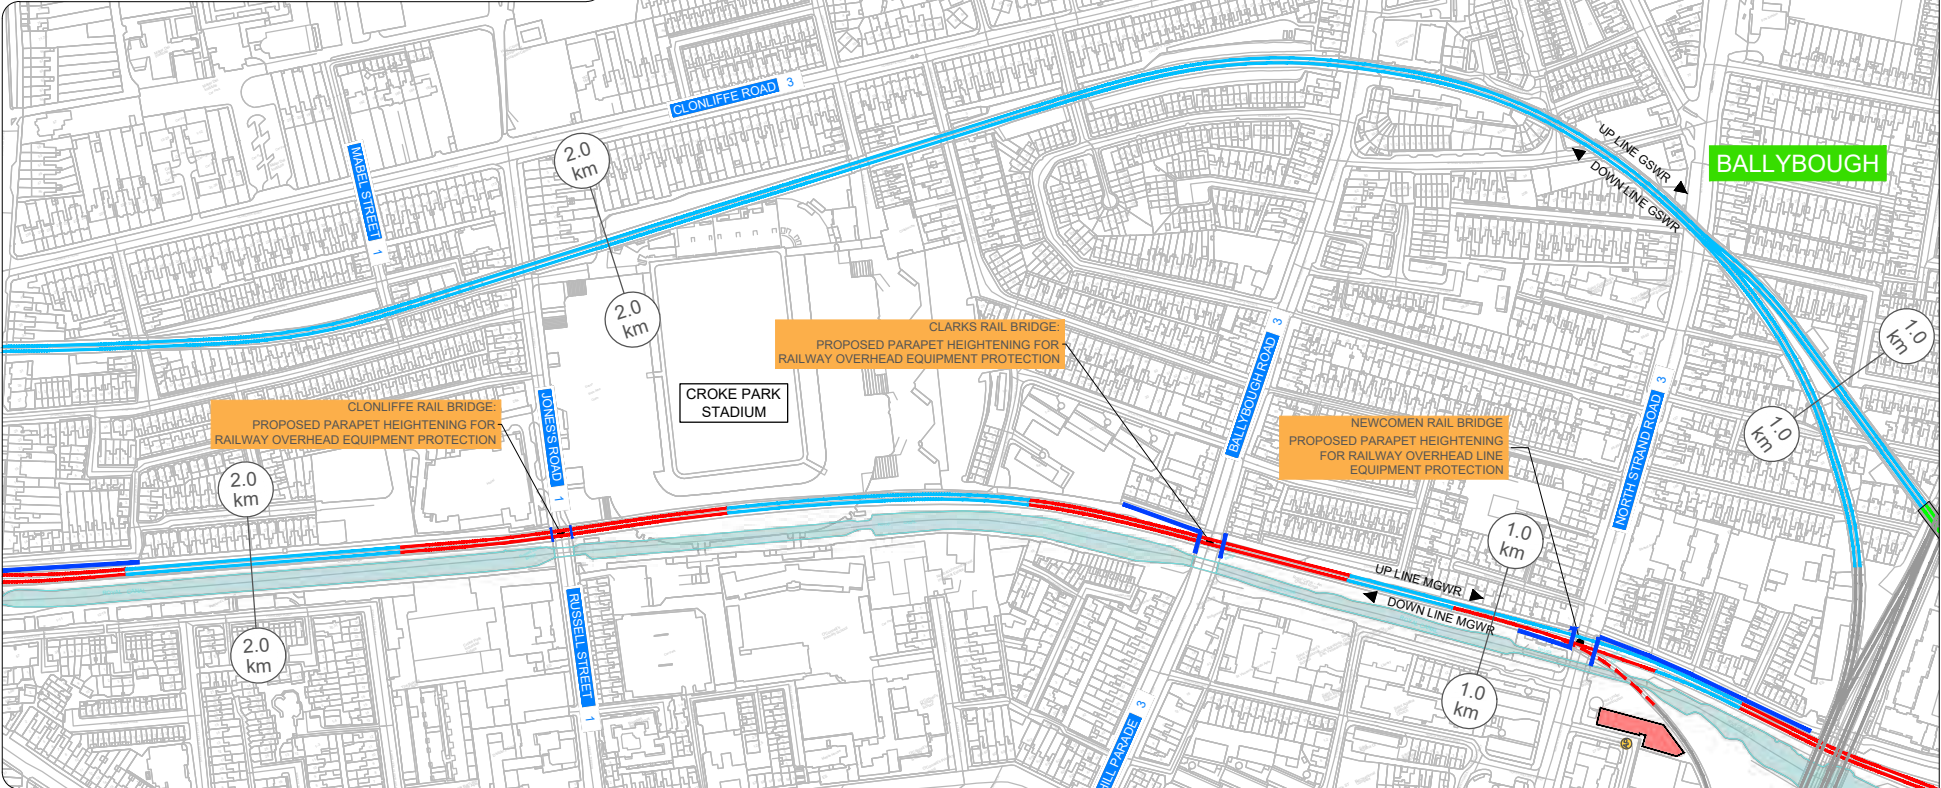 CLONLIFFE ROAD 3
MABEL STREET 1
2.0
km
2.0
km
UP LINE GSWR
DOWN LINE GSWR
BALLYBOUGH
CLARKS RAIL BRIDGE:
PROPOSED PARAPET HEIGHTENING FOR
RAILWAY OVERHEAD EQUIPMENT PROTECTION
BALLYBOUGH ROAD 3
1.0
km
1.0
km
CROKE PARK
STADIUM
JONES'S ROAD 1
CLONLIFFE RAIL BRIDGE:
PROPOSED PARAPET HEIGHTENING FOR
RAILWAY OVERHEAD EQUIPMENT PROTECTION
NEWCOMEN RAIL BRIDGE
PROPOSED PARAPET HEIGHTENING
FOR RAILWAY OVERHEAD LINE
EQUIPMENT PROTECTION
NORTH STRAND ROAD 3
2.0
km
2.0
km
1.0
km
1.0
km
UP LINE MGWR
DOWN LINE MGWR
RUSSELL STREET 1
HILL PARADE 3